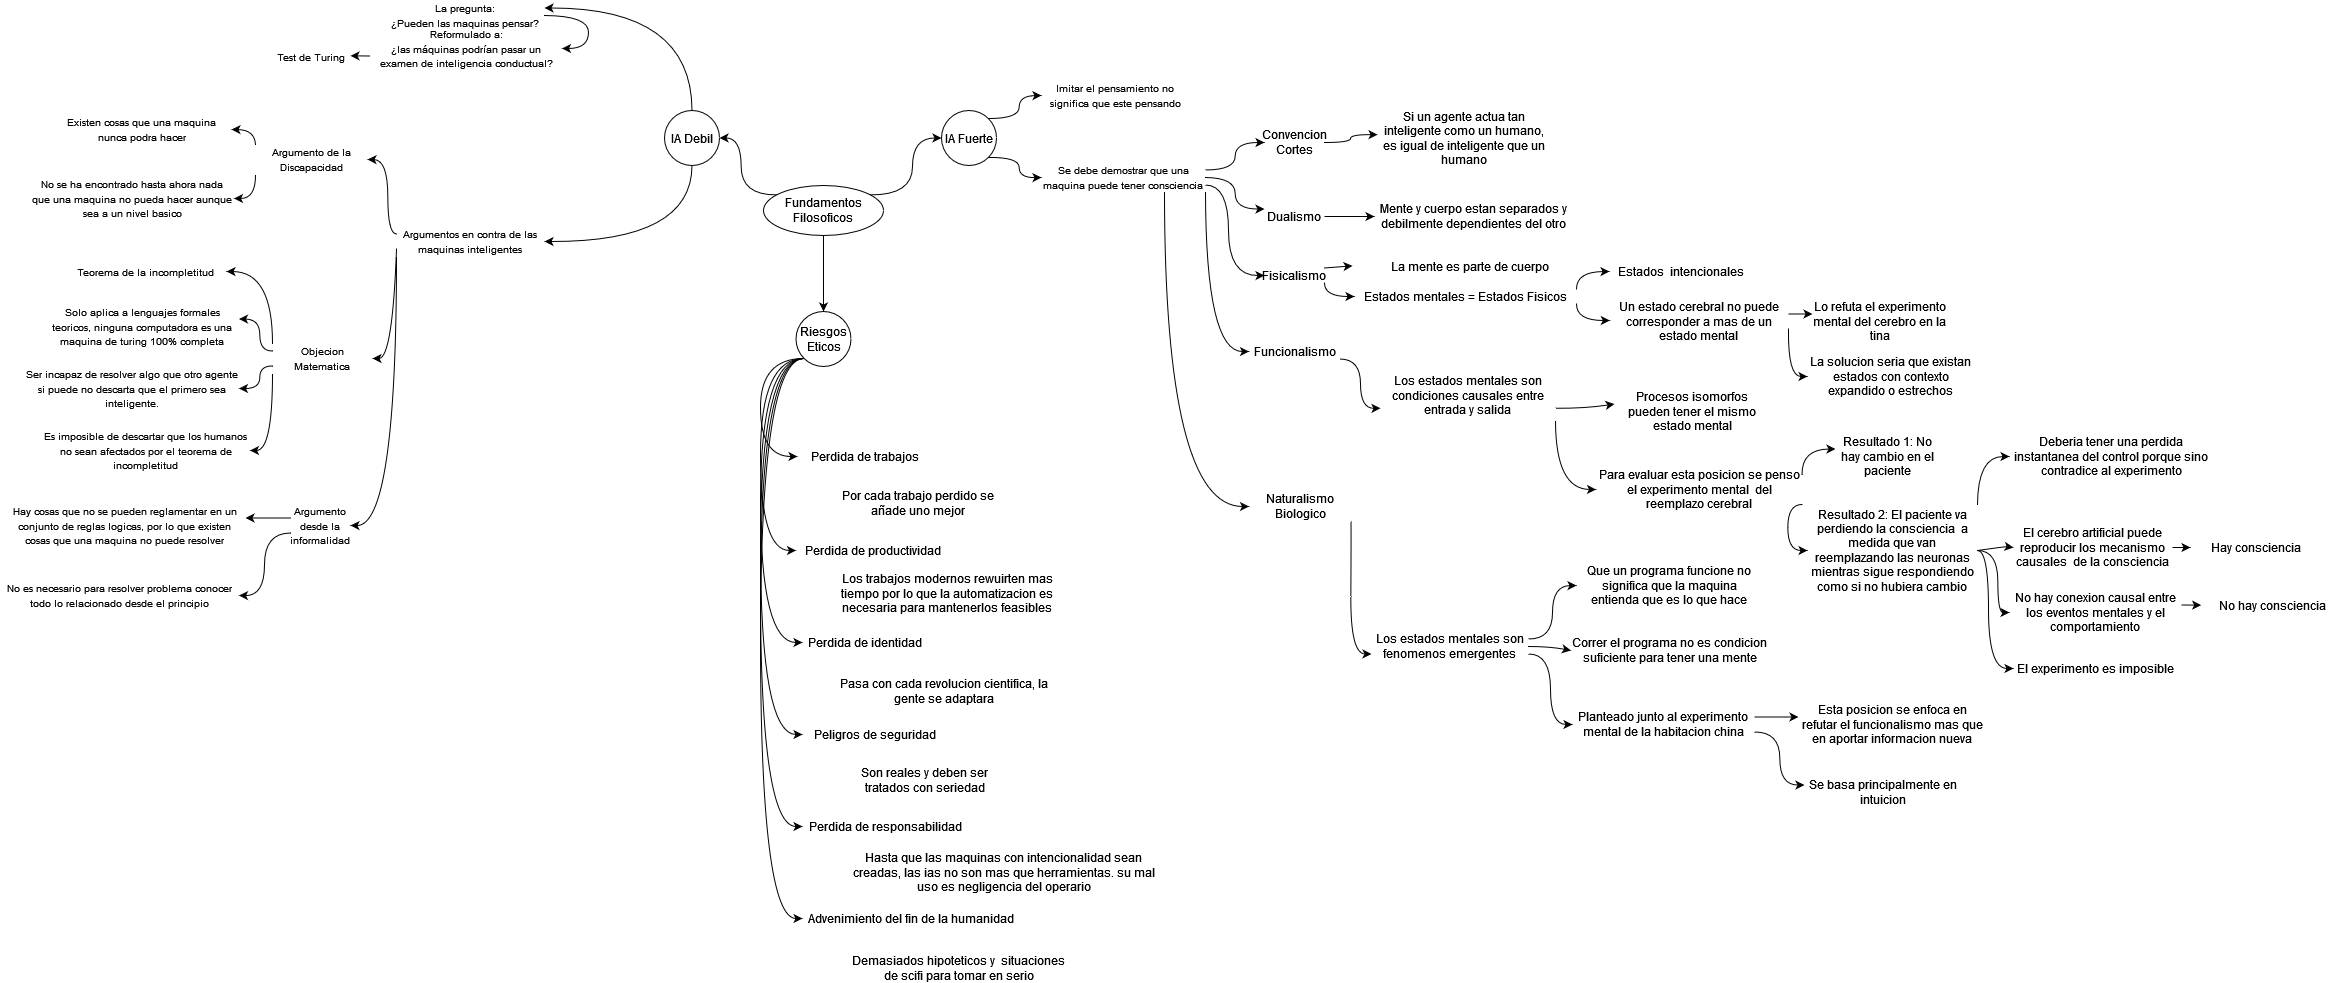 La pregunta:
¿Pueden las maquinas pensar?
Reformulado a:
¿las máquinas podrían pasar un
examen de inteligencia conductual?
Test de Turing
IA Debil
Existen cosas que una maquina
nunca podra hacer
Argumento de la
Discapacidad
No se ha encontrado hasta ahora nada
que una maquina no pueda hacer aunque
sea a un nivel basico
Argumentos en contra de las
maquinas inteligentes
Teorema de la incompletitud
Solo aplica a lenguajes formales
teoricos, ninguna computadora es una
maquina de turing 100% completa
Objecion
Matematica
Ser incapaz de resolver algo que otro agente
si puede no descarta que el primero sea
inteligente.
Es imposible de descartar que los humanos
no sean afectados por el teorema de
incompletitud
Hay cosas que no se pueden reglamentar en un
conjunto de reglas logicas, por lo que existen
cosas que una maquina no puede resolver
Argumento
desde la
informalidad
No es necesario para resolver problema conocer
todo lo relacionado desde el principio
Fundamentos
Filosoficos
Riesgos
Eticos
Perdida de trabajos
Por cada trabajo perdido se
añade uno mejor
Perdida de productividad
Los trabajos modernos rewuirten mas
tiempo por lo que la automatizacion es
necesaria para mantenerlos feasibles
Perdida de identidad
Pasa con cada revolucion cientifica, la
gente se adaptara
Peligros de seguridad
Son reales y deben ser
tratados con seriedad
Perdida de responsabilidad
Hasta que las maquinas con intencionalidad sean
creadas, las ias no son mas que herramientas. su mal
uso es negligencia del operario
Advenimiento del fin de la humanidad
Demasiados hipoteticos y situaciones
de scifi para tomar en serio
IA Fuerte
Imitar el pensamiento no
significa que este pensando
Se debe demostrar que una
maquina puede tener consciencia
Convencion
Cortes
Si un agente actua tan
inteligente como un humano,
es igual de inteligente que un
humano
Dualismo
Mente y cuerpo estan separados y
debilmente dependientes del otro
Fisicalismo
La mente es parte de cuerpo
Estados mentales = Estados Fisicos
Estados intencionales
Un estado cerebral no puede
corresponder a mas de un
estado mental
Lo refuta el experimento
mental del cerebro en la
tina
La solucion seria que existan
estados con contexto
expandido o estrechos
Funcionalismo
Los estados mentales son
condiciones causales entre
entrada y salida
Procesos isomorfos
pueden tener el mismo
estado mental
Para evaluar esta posicion se penso
el experimento mental del
reemplazo cerebral
Resultado 1: No
hay cambio en el
paciente
Resultado 2: El paciente va
perdiendo la consciencia a
medida que van
reemplazando las neuronas
mientras sigue respondiendo
como si no hubiera cambio
Deberia tener una perdida
instantanea del control porque sino
contradice al experimento
El cerebro artificial puede
reproducir los mecanismo
causales de la consciencia
Hay consciencia
No hay conexion causal entre
los eventos mentales y el
comportamiento
No hay consciencia
El experimento es imposible
Naturalismo
Biologico
Los estados mentales son
fenomenos emergentes
Que un programa funcione no
significa que la maquina
entienda que es lo que hace
Correr el programa no es condicion
suficiente para tener una mente
Planteado junto al experimento
mental de la habitacion china
Esta posicion se enfoca en
refutar el funcionalismo mas que
en aportar informacion nueva
Se basa principalmente en
intuicion